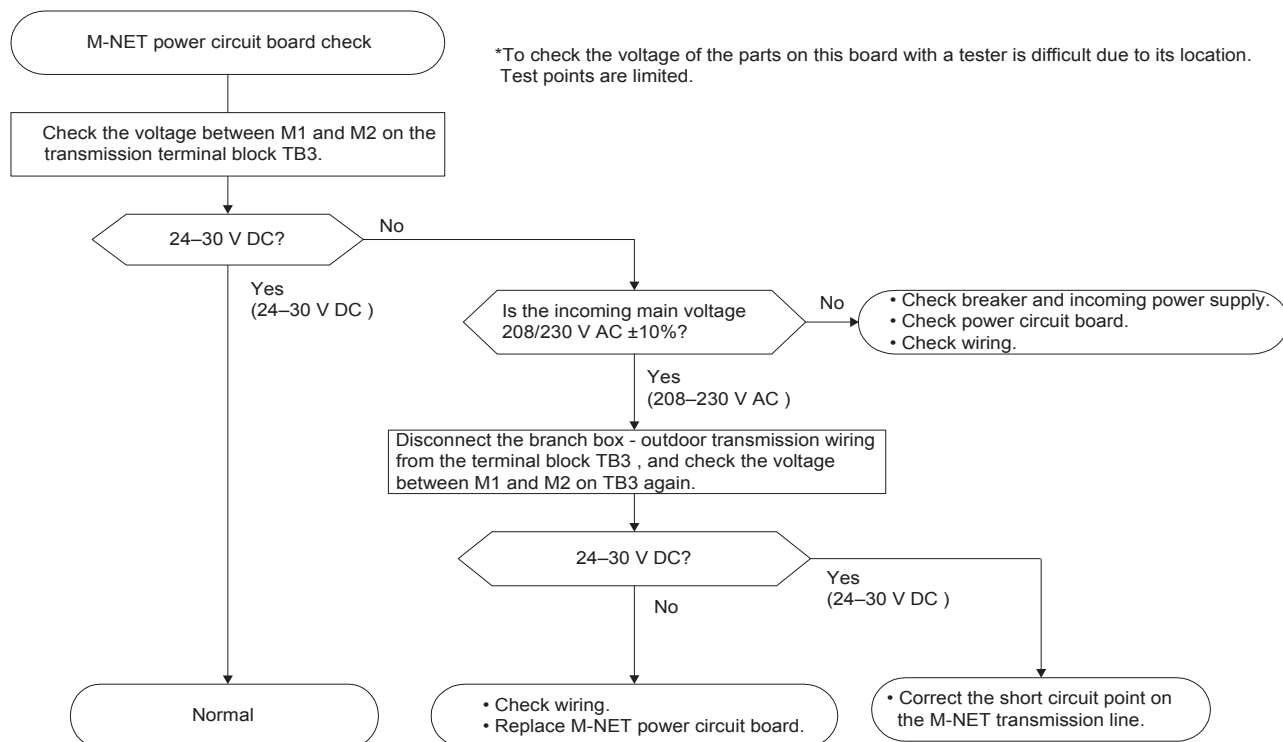 M-NET power circuit board check
*To check the voltage of the parts on this board with a tester is difficult due to its location.
Test points are limited.
Check the voltage between M1 and M2 on the
transmission terminal block TB3.
24–30 V DC?
No
Yes
(24–30 V DC )
Is the incoming main voltage
208/230 V AC ±10%?
No
• Check breaker and incoming power supply.
• Check power circuit board.
• Check wiring.
Yes
(208–230 V AC )
Disconnect the branch box - outdoor transmission wiring
from the terminal block TB3 , and check the voltage
between M1 and M2 on TB3 again.
24–30 V DC?
Yes
(24–30 V DC )
No
Normal
• Check wiring.
• Replace M-NET power circuit board.
• Correct the short circuit point on
the M-NET transmission line.